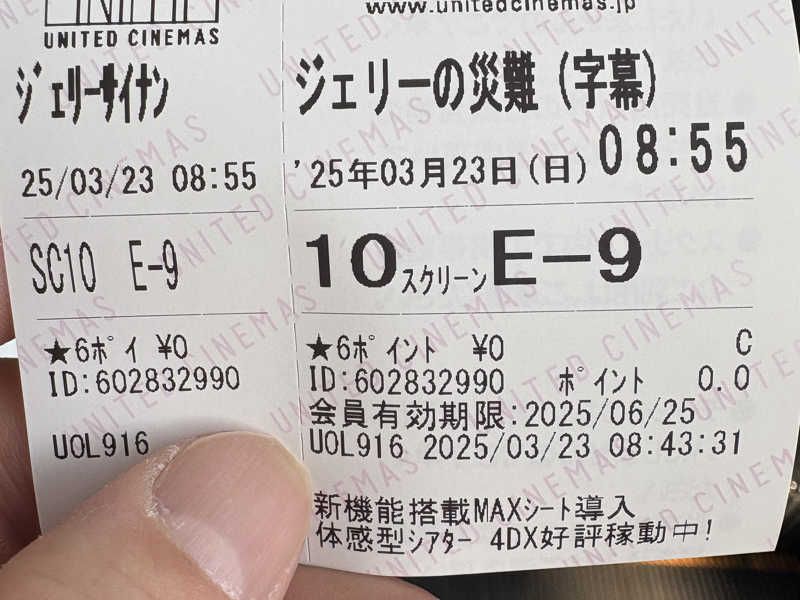 UNITED CINEMAS
ジェリーサイナン
25/03/23 08:55
SC10 E-9
★6ポイ ¥0
ID:602832990
UOL916
www.unitedcinemas.jp
ジェリーの災難(字幕)
'25年03月23日(日) 08:55
10スクリーンE-9
★6ポイント ¥0 C
ID:602832990 ポイント 0.0
会員有効期限:2025/06/25
UOL916 2025/03/23 08:43:31
新機能搭載MAXシート導入
体感型シアター 4DX好評稼動中!